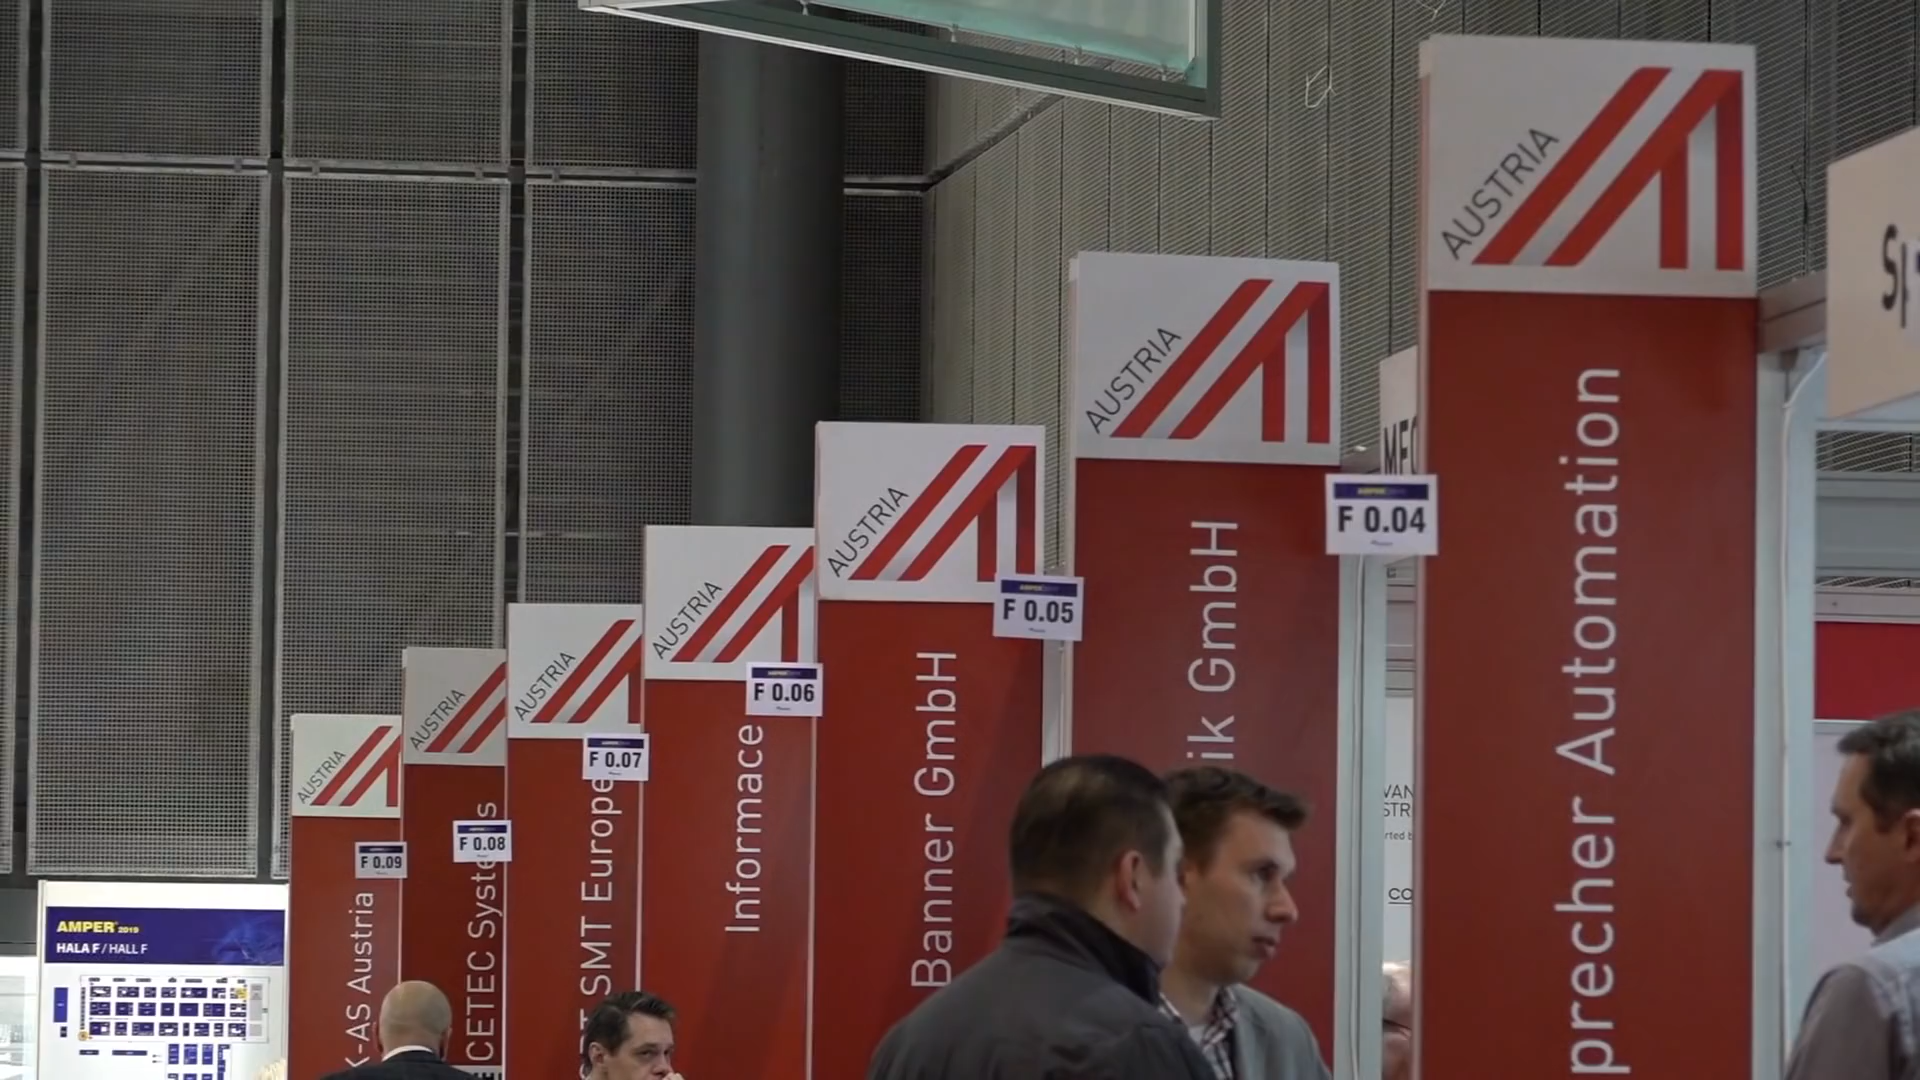 AMPER 2019
HALA F / HALL F
AUSTRIA
F 0.09
K-AS Austria
AUSTRIA
F 0.08
CETEC Systems
AUSTRIA
F 0.07
SMT Europe
AUSTRIA
F 0.06
Informace
AUSTRIA
F 0.05
Banner GmbH
AUSTRIA
F 0.04
ik GmbH
AUSTRIA
precher Automation